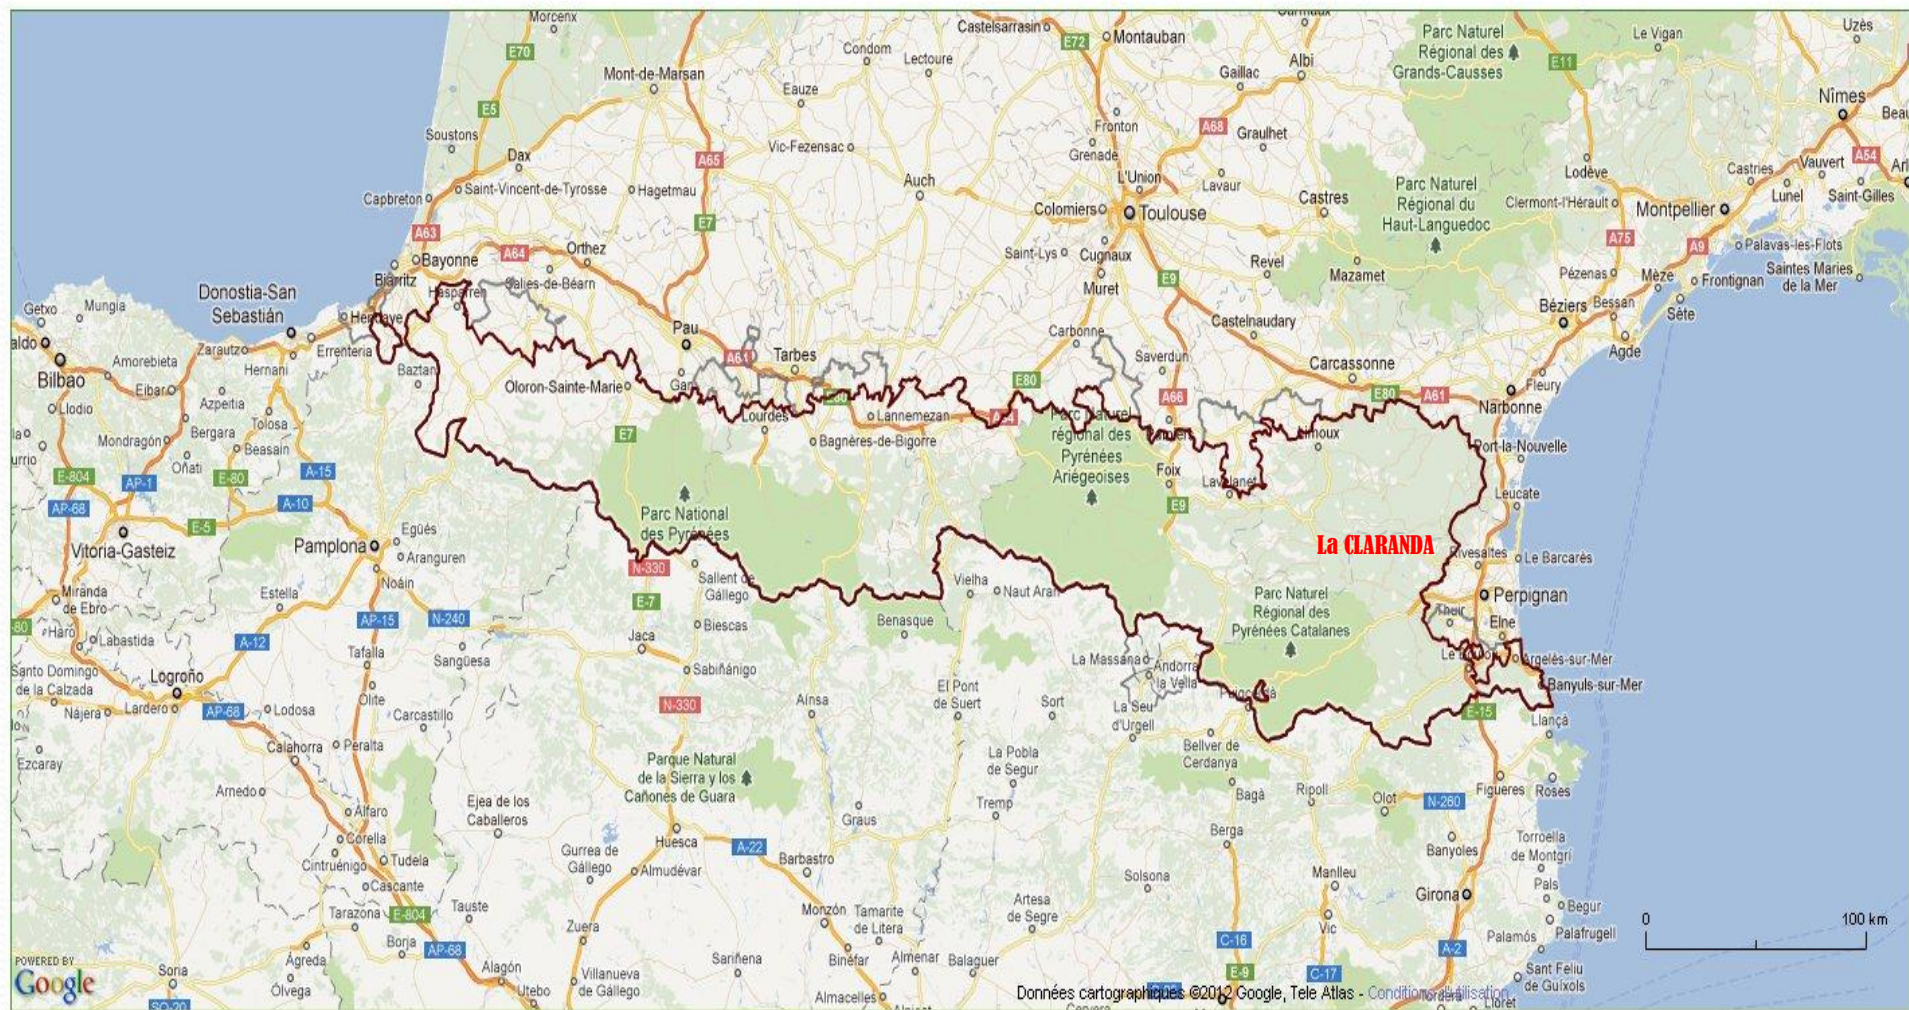 Morcenx
Castelsarrasin
E72
Montauban
Carmaux
Parc Naturel
Régional des
Grands-Causses
Le Vigan
Uzès
E70
Condom
Lectoure
Gaillac
Albi
E11
Mont-de-Marsan
Eauze
Nîmes
E5
Soustons
Fronton
A68
Graulhet
Dax
A65
Vic-Fezensac
Grenade
Lodève
Castries
Vauvert
A54
Saint-Vincent-de-Tyrosse
Hagetmau
Auch
L'Union
Lavaur
Castres
Parc Naturel
Régional du
Haut-Languedoc
Clermont-l'Hérault
Lunel
Saint-Gilles
Capbreton
E7
Colomiers
Toulouse
Montpellier
A63
A64
Orthez
Saint-Lys
Cugnaux
Revel
Mazamet
A75
A9
Palavas-les-Flots
Bayonne
Biarritz
Hasparren
Salies-de-Béarn
Muret
E9
Pézenas
Mèze
Frontignan
Saintes Maries
de la Mer
Getxo
Mungia
Donostia-San
Sebastián
Hendaye
Pau
Carbonne
Castelnaudary
Béziers
Bessan
Sète
Zarautz
Errenteria
Hernani
Tarbes
Saverdun
Carcassonne
Agde
Bilbao
Amorebieta
Eibar
Baztan
Oloron-Sainte-Marie
Gan
E80
A66
E80
A61
Fleury
Narbonne
Llodio
Azpeitia
Tolosa
Lourdes
Lannemezan
Parc Naturel
régional des
Pyrénées
Ariégeoises
Limoux
Port-la-Nouvelle
Mondragón
Bergara
Beasain
Oñati
E7
Bagnères-de-Bigorre
Foix
Lavelanet
E-804
AP-1
E-80
A-15
A-10
E9
Leucate
AP-68
E-5
Parc National
des Pyrénées
La CLARANDA
Vitoria-Gasteiz
Pamplona
Egüés
Aranguren
Rivesaltes
Le Barcarès
Noáin
N-330
Sallent de
Gállego
Vielha
Naut Aran
Parc Naturel
Régional des
Pyrénées Catalanes
Perpignan
Miranda
de Ebro
Estella
E-7
Thuir
Elne
Haro
Labastida
A-12
AP-15
N-240
Jaca
Biescas
Benasque
Tafalla
Sangüesa
Sabiñánigo
La Massana
Andorra
la Vella
Argelès-sur-Mer
Santo Domingo
de la Calzada
Logroño
Olite
Aínsa
El Pont
de Suert
Sort
La Seu
d'Urgell
Puigcerdà
Banyuls-sur-Mer
Nájera
Lardero
AP-68
Lodosa
Carcastillo
N-330
E-15
Llançà
Calahorra
Peralta
Bellver de
Cerdanya
Ezcaray
Parque Natural
de la Sierra y los
Cañones de Guara
La Pobla
de Segur
Arnedo
Ejea de los
Caballeros
Tremp
Bagà
Ripoll
Olot
N-260
Figueres
Roses
Alfaro
Corella
Graus
Berga
Cintruénigo
Tudela
Gurrea de
Gállego
Huesca
A-22
Barbastro
Banyoles
Torroella
de Montgrí
Cascante
Almudévar
Solsona
Manlleu
Girona
Pals
Begur
Tarazona
E-804
Tauste
Monzón
Tamarite
de Litera
Artesa
de Segre
Vic
0
100 km
Borja
AP-68
Zuera
C-16
A-2
Palamós
Palafrugell
POWERED BY
Google
Soria
Ágreda
Ólvega
Alagón
Utebo
Villanueva
de Gállego
Sariñena
Binéfar
Almenar
Balaguer
E-9
C-17
Sant Feliu
de Guíxols
SO-20
Almacelles
Données cartographiques ©2012 Google, Tele Atlas - Conditions d'utilisation
Cervera
Tordera
Lloret